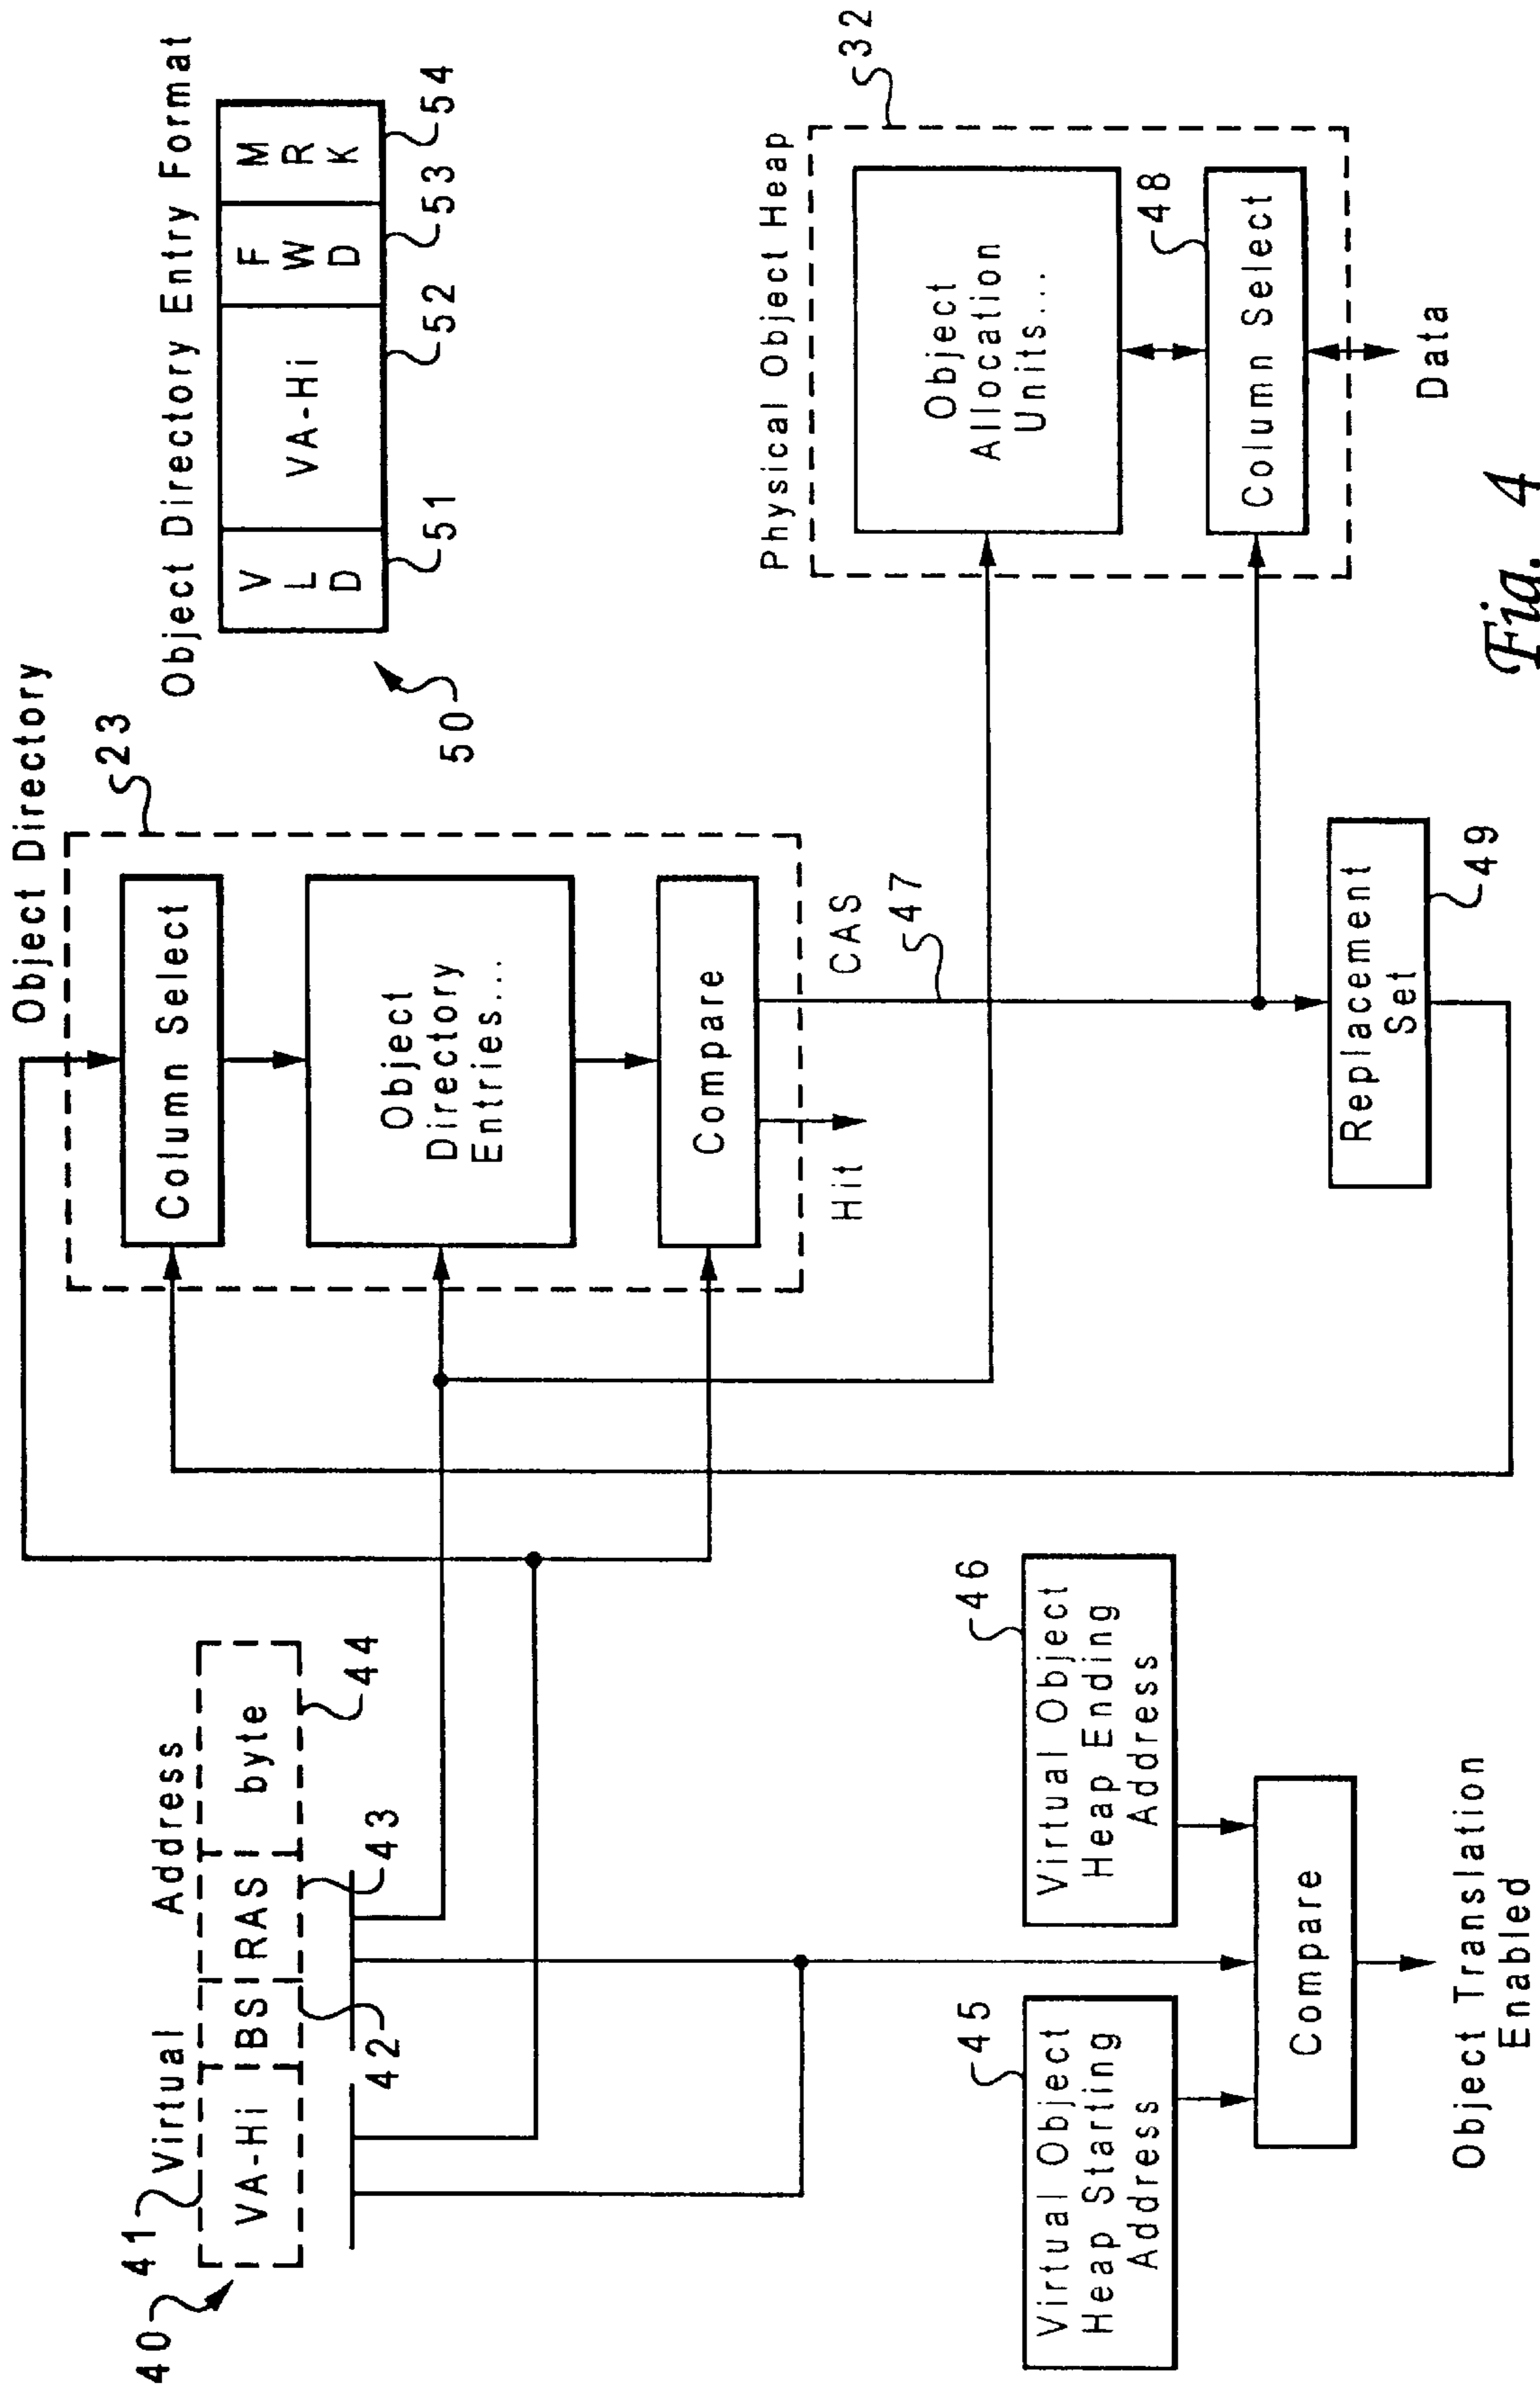 Object Directory
23
Column Select
Object
Directory
Entries...
Compare
Hit
CAS
47
Object Directory Entry Format
V
L
D
VA-Hi
F
W
D
M
R
K
50
51
52
53
54
41
Virtual Address
40
VA-Hi
BS
RAS
byte
42
43
44
45
Virtual Object
Heap Starting
Address
46
Virtual Object
Heap Ending
Address
Compare
Object Translation
Enabled
Replacement
Set
49
Physical Object Heap
32
Object
Allocation
Units...
48
Column Select
Data
Fig. 4